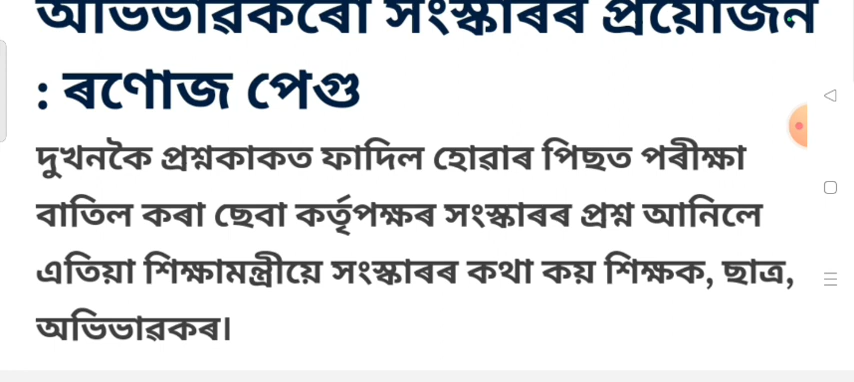 অভিভাৱকৰো সংস্কাৰৰ প্ৰয়োজন
: ৰণোজ পেগু
দুখনকৈ প্ৰশ্নকাকত ফাদিল হোৱাৰ পিছত পৰীক্ষা
বাতিল কৰা ছেবা কৰ্তৃপক্ষৰ সংস্কাৰৰ প্ৰশ্ন আনিলে
এতিয়া শিক্ষামন্ত্ৰীয়ে সংস্কাৰৰ কথা কয় শিক্ষক, ছাত্ৰ,
অভিভাৱকৰ।